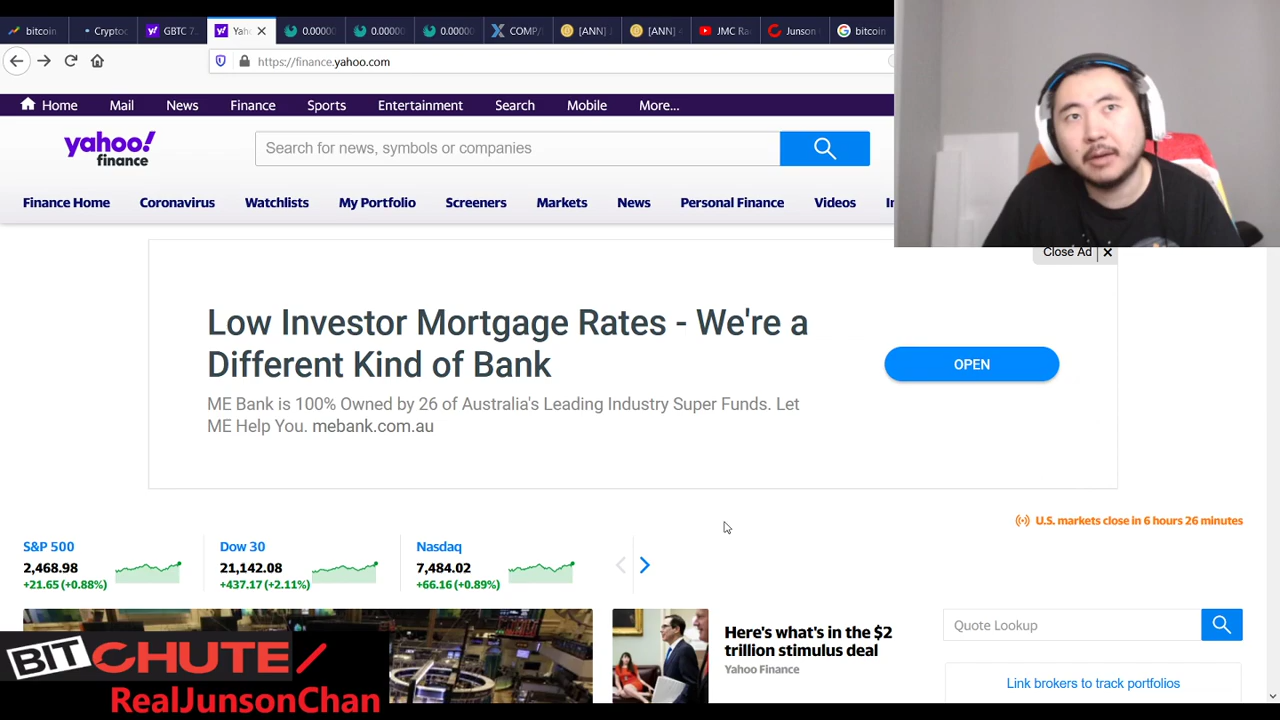 bitcoin
Cryptoc
GBTC 7.
Yah
0.00000
0.0000
0.0000
COMP/
[ANN]
[ANN]
JMC Ra
Junson
bitcoin
https://finance.yahoo.com
Home Mail News Finance Sports Entertainment Search Mobile More...
yahoo!
finance
Search for news, symbols or companies
Finance Home Coronavirus Watchlists My Portfolio Screeners Markets News Personal Finance Videos In
Close Ad
Low Investor Mortgage Rates - We're a
Different Kind of Bank
OPEN
ME Bank is 100% Owned by 26 of Australia's Leading Industry Super Funds. Let
ME Help You. mebank.com.au
U.S. markets close in 6 hours 26 minutes
S&P 500
2,468.98
+21.65 (+0.88%)
Dow 30
21,142.08
+437.17 (+2.11%)
Nasdaq
7,484.02
+66.16 (+0.89%)
Here's what's in the $2
trillion stimulus deal
Yahoo Finance
Quote Lookup
Link brokers to track portfolios
BITCHUTE/
RealJunsonChan